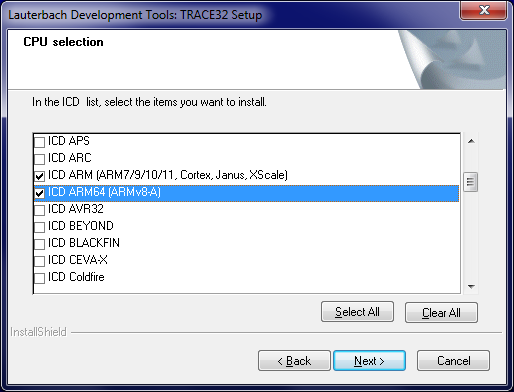 Lauterbach Development Tools: TRACE32 Setup
CPU selection
In the ICD list, select the items you want to install.
ICD APS
ICD ARC
ICD ARM (ARM7/9/10/11, Cortex, Janus, XScale)
ICD ARM64 (ARMv8-A)
ICD AVR32
ICD BEYOND
ICD BLACKFIN
ICD CEVA-X
ICD Coldfire
Select All
Clear All
InstallShield
< Back
Next >
Cancel